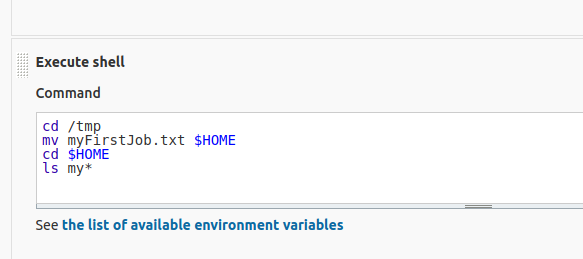 Execute shell
Command
cd /tmp
mv myFirstJob.txt $HOME
cd $HOME
ls my*
See the list of available environment variables